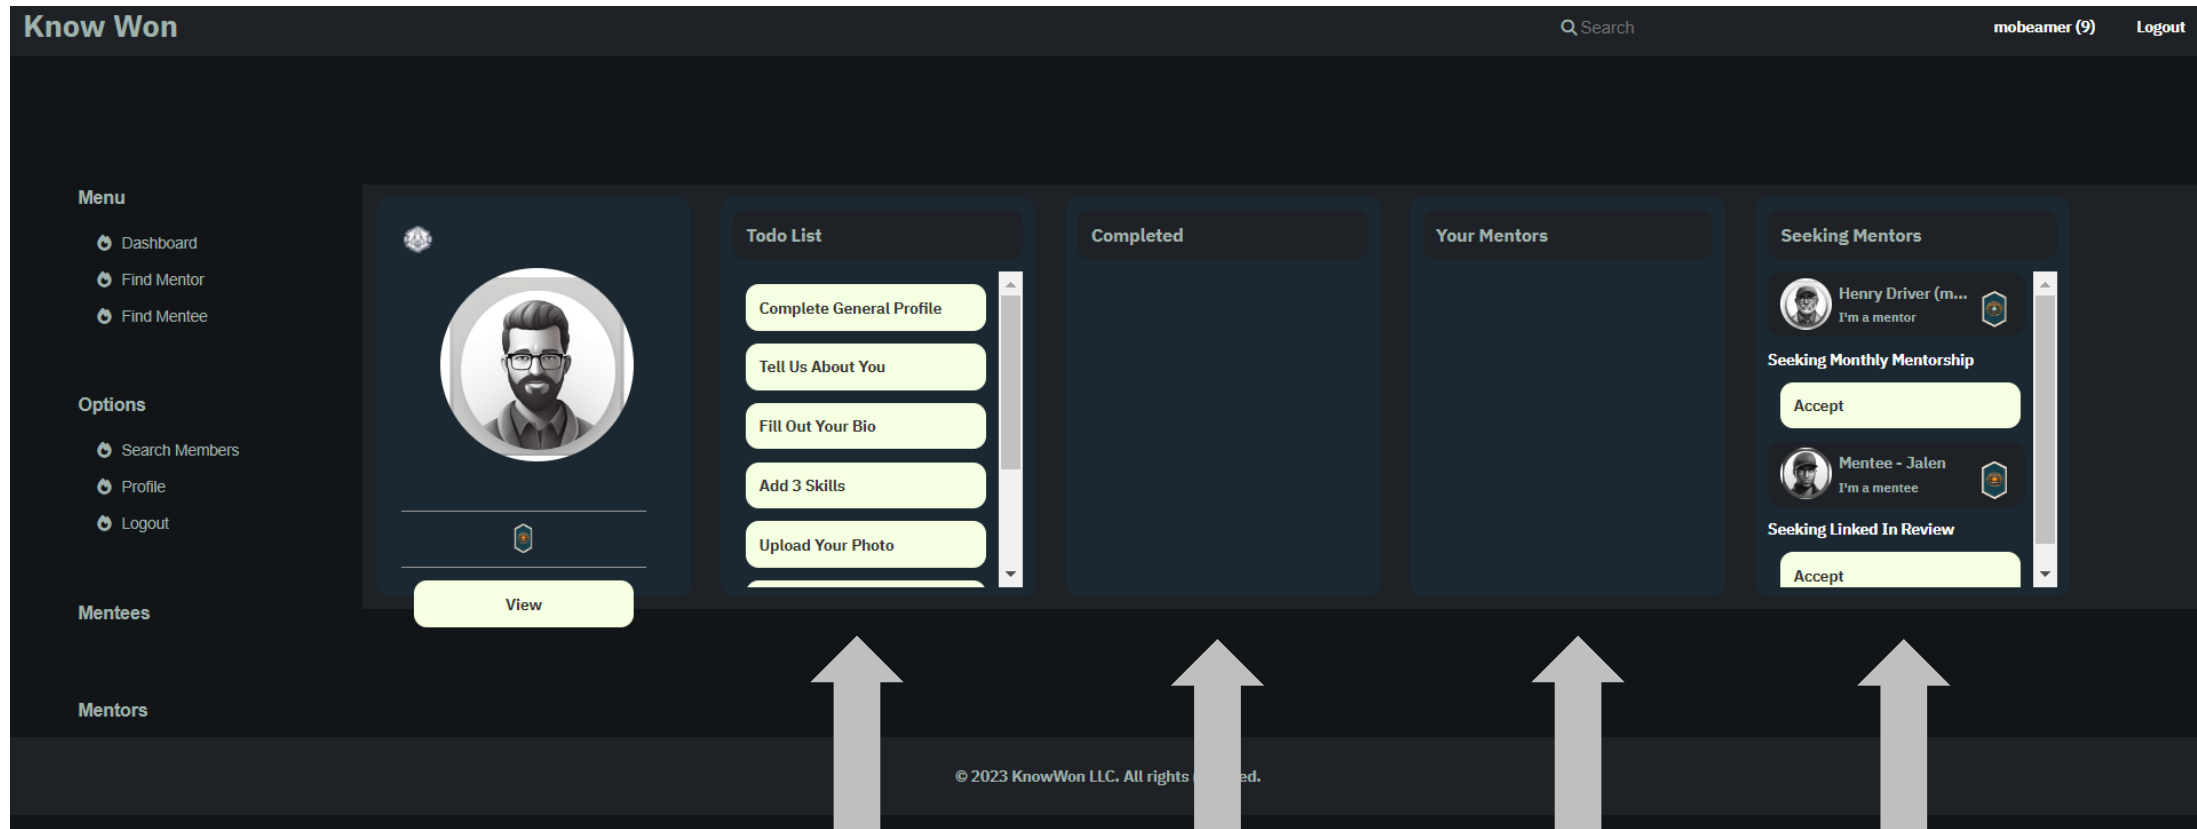 Know Won
Search
mobeamer (9)
Logout
Menu
Dashboard
Find Mentor
Find Mentee
Options
Search Members
Profile
Logout
Mentees
Mentors
View
Todo List
Complete General Profile
Tell Us About You
Fill Out Your Bio
Add 3 Skills
Upload Your Photo
Completed
Your Mentors
Seeking Mentors
Henry Driver (m...
I'm a mentor
Seeking Monthly Mentorship
Accept
Mentee - Jalen
I'm a mentee
Seeking Linked In Review
Accept
© 2023 KnowWon LLC. All rights